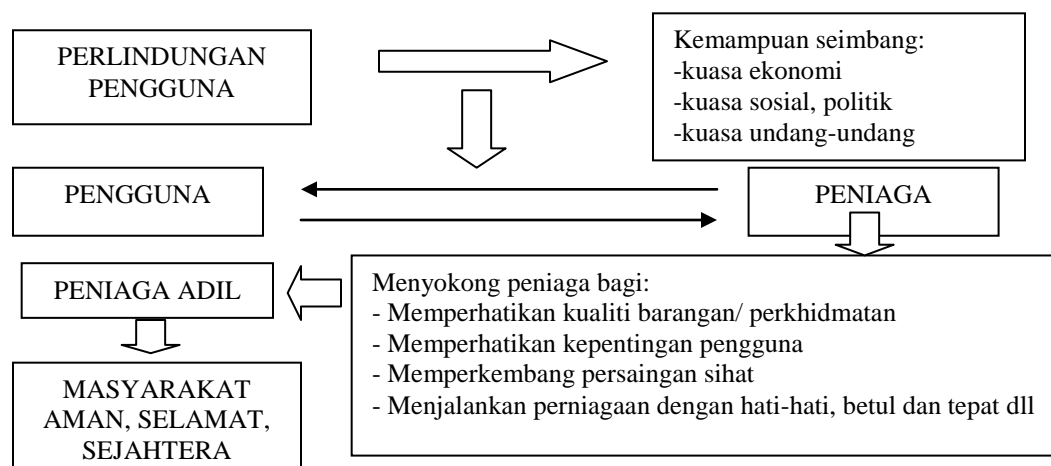 PERLINDUNGAN
PENGGUNA
Kemampuan seimbang:
-kuasa ekonomi
-kuasa sosial, politik
-kuasa undang-undang
PENGGUNA
PENIAGA
PENIAGA ADIL
Menyokong peniaga bagi:
- Memperhatikan kualiti barangan/ perkhidmatan
- Memperhatikan kepentingan pengguna
- Memperkembang persaingan sihat
- Menjalankan perniagaan dengan hati-hati, betul dan tepat dll
MASYARAKAT
AMAN, SELAMAT,
SEJAHTERA